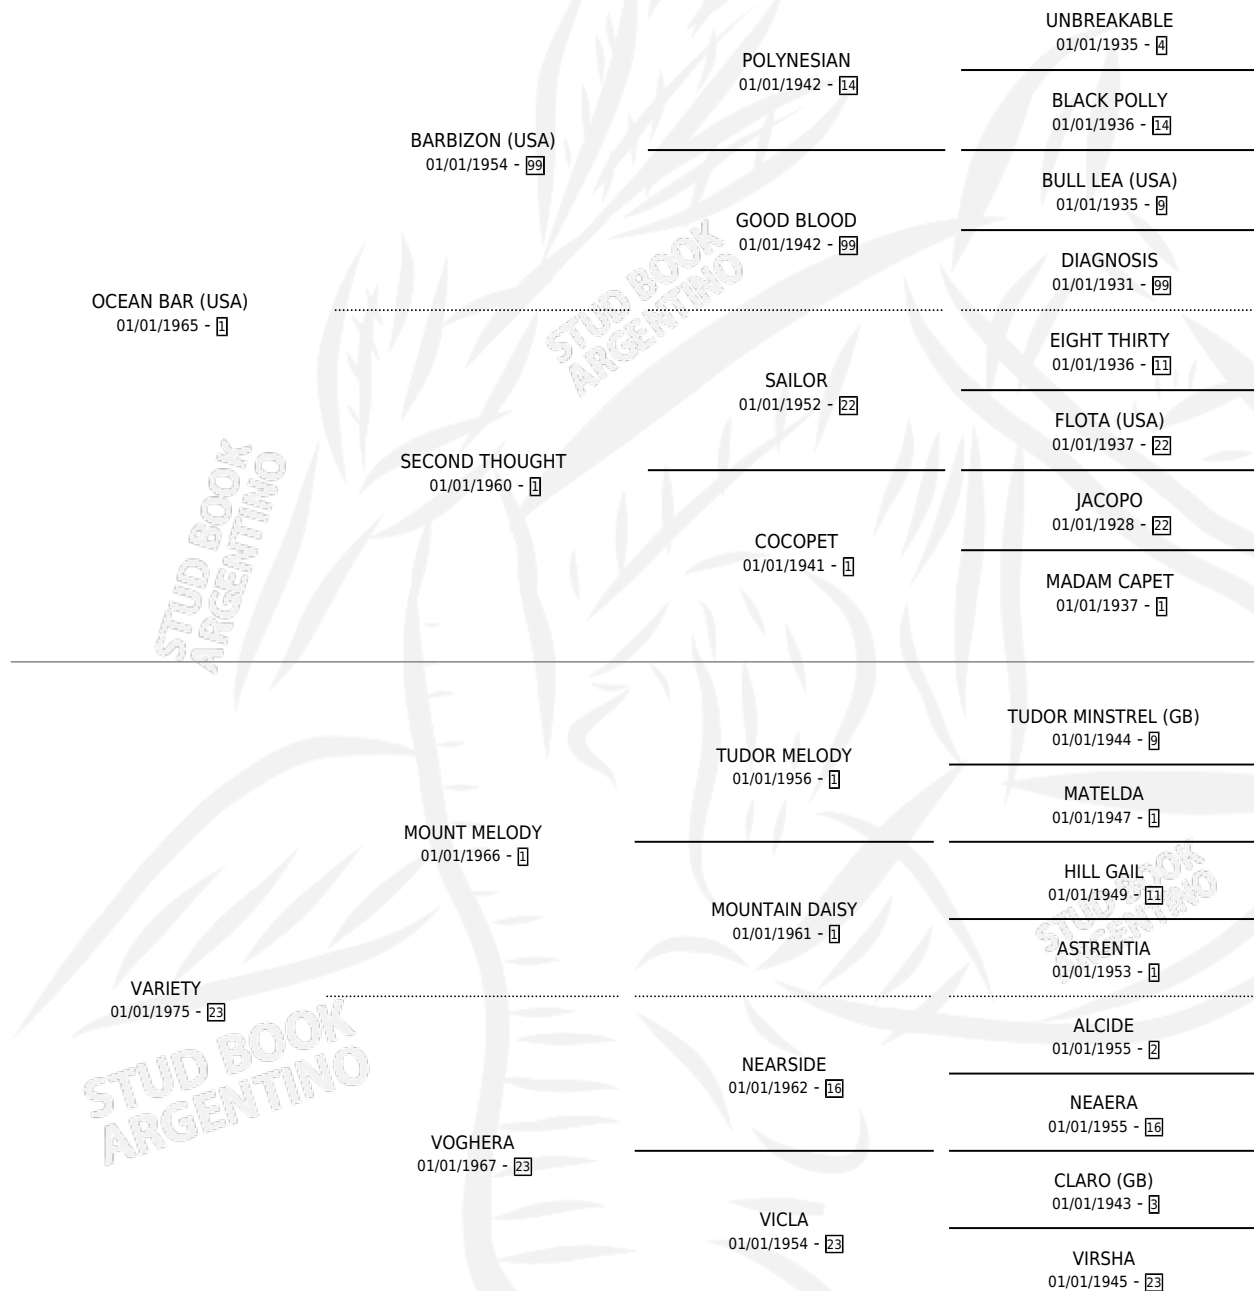 UNBREAKABLE
01/01/1935 - 4
POLYNESIAN
01/01/1942 - 14
BLACK POLLY
01/01/1936 - 14
BARBIZON (USA)
01/01/1954 - 99
BULL LEA (USA)
01/01/1935 - 9
GOOD BLOOD
01/01/1942 - 99
DIAGNOSIS
01/01/1931 - 99
OCEAN BAR (USA)
01/01/1965 - 1
EIGHT THIRTY
01/01/1936 - 11
SAILOR
01/01/1952 - 22
FLOTA (USA)
01/01/1937 - 22
SECOND THOUGHT
01/01/1960 - 1
JACOPO
01/01/1928 - 22
COCOPET
01/01/1941 - 1
MADAM CAPET
01/01/1937 - 1
TUDOR MINSTREL (GB)
01/01/1944 - 9
TUDOR MELODY
01/01/1956 - 1
MATELDA
01/01/1947 - 1
MOUNT MELODY
01/01/1966 - 1
HILL GAIL
01/01/1949 - 11
MOUNTAIN DAISY
01/01/1961 - 1
ASTRENTIA
01/01/1953 - 1
VARIETY
01/01/1975 - 23
ALCIDE
01/01/1955 - 2
NEARSIDE
01/01/1962 - 16
NEAERA
01/01/1955 - 16
VOGHERA
01/01/1967 - 23
CLARO (GB)
01/01/1943 - 3
VICLA
01/01/1954 - 23
VIRSHA
01/01/1945 - 23
STUD BOOK
ARGENTINO
STUD BOOK
ARGENTINO
STUD BOOK
ARGENTINO
STUD BOOK
ARGENTINO